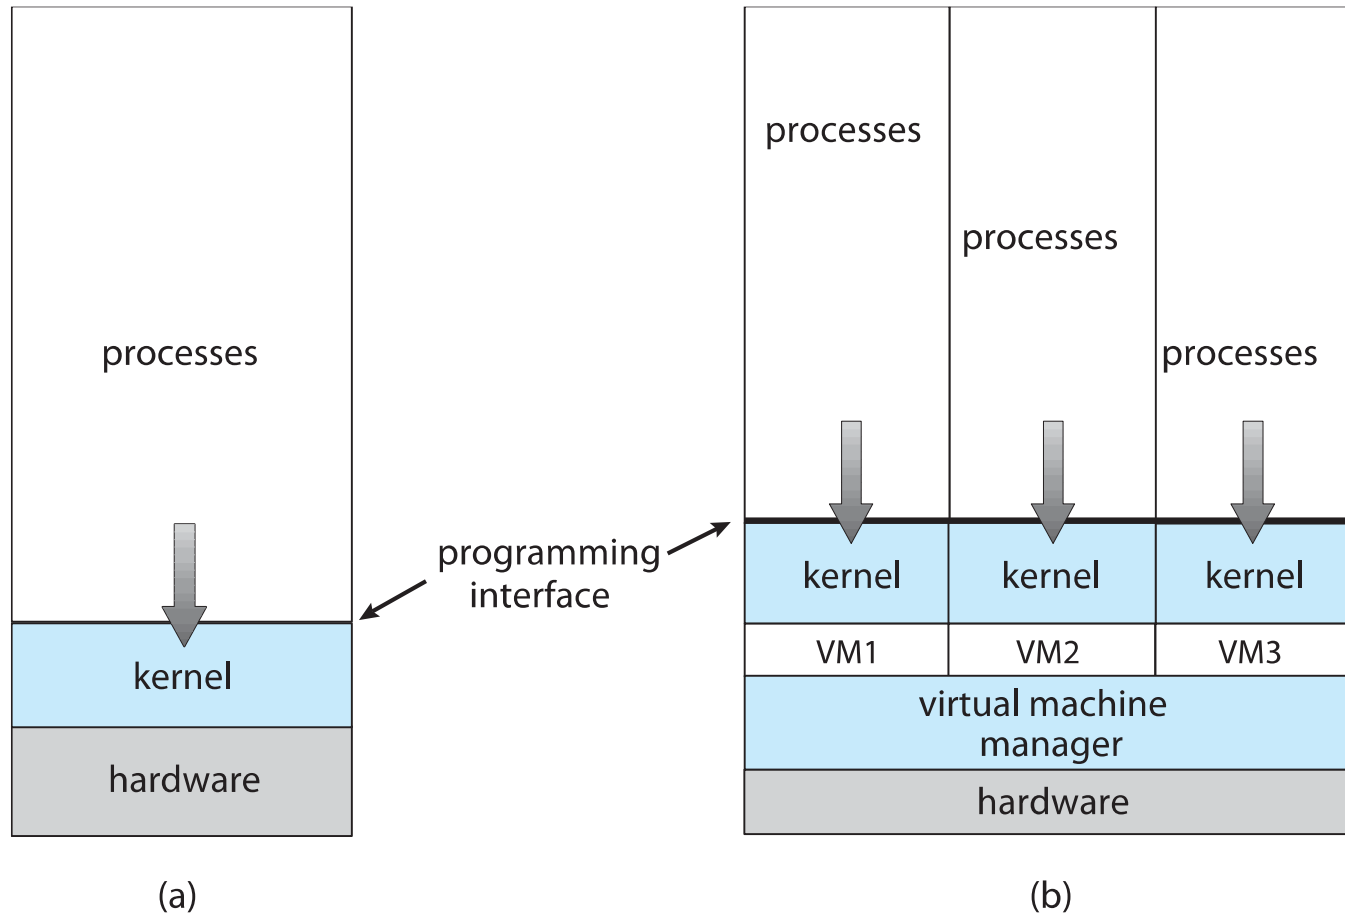 processes
kernel
hardware
(a)
programming
interface
processes
processes
processes
kernel
kernel
kernel
VM1
VM2
VM3
virtual machine
manager
hardware
(b)